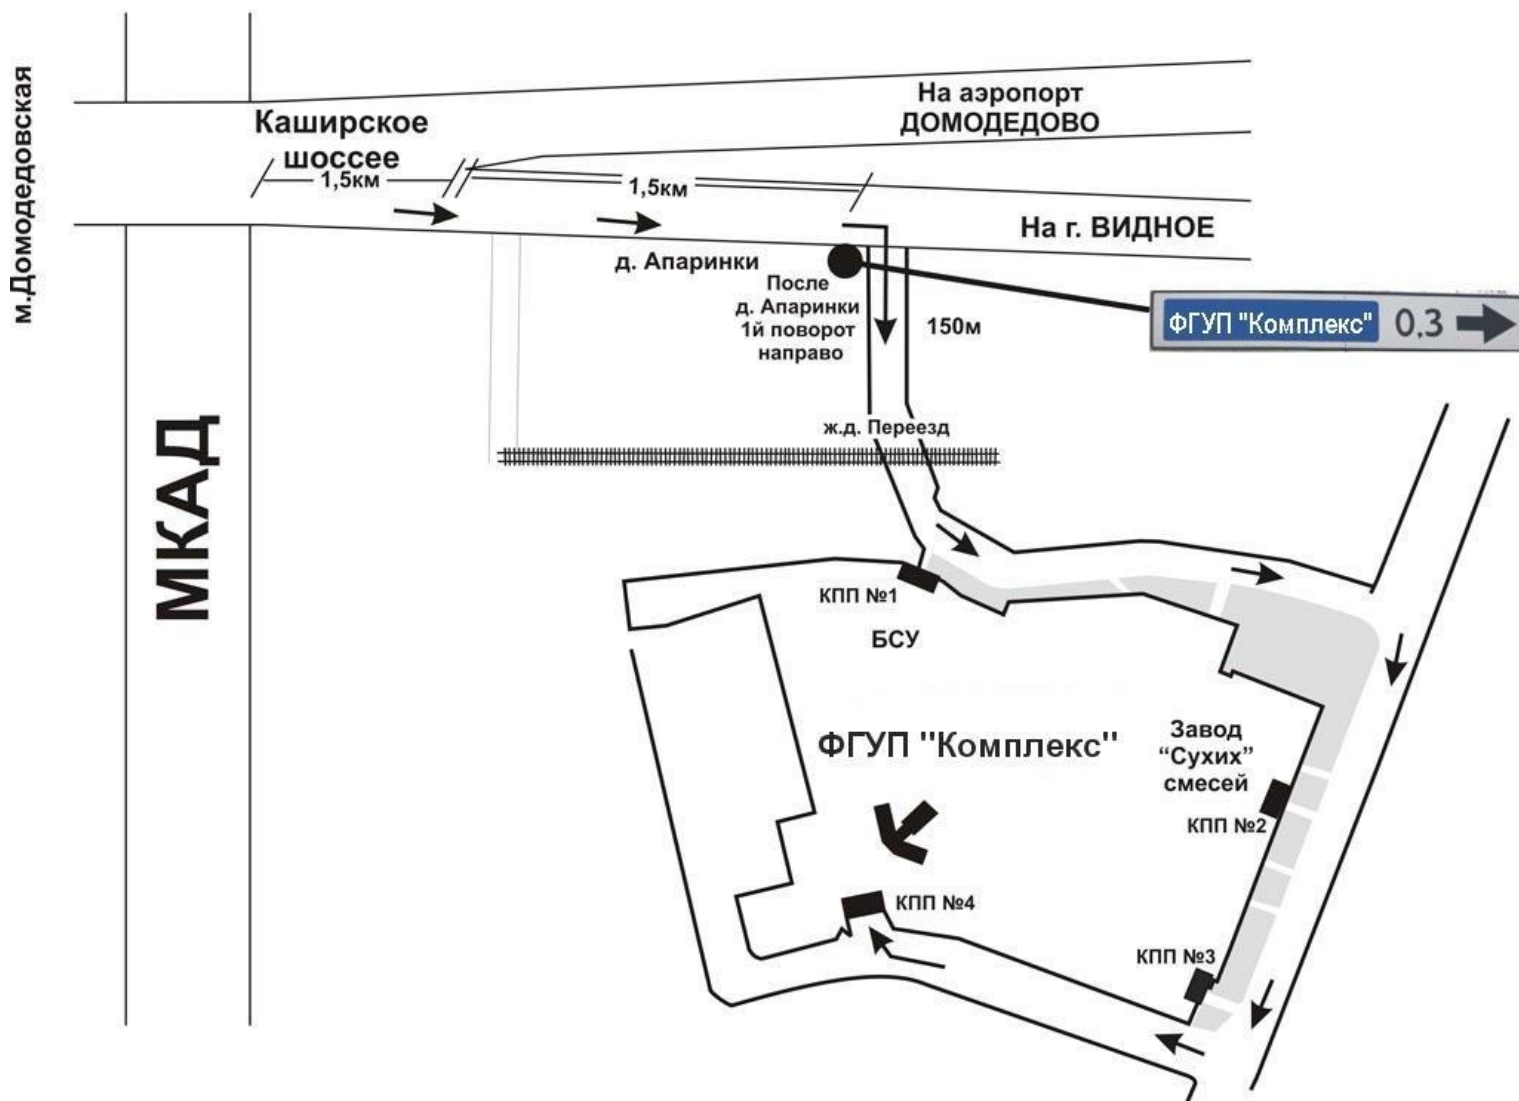 м.Домодедовская
Каширское
шоссее
1,5км
1,5км
На аэропорт
ДОМОДЕДОВО
На г. ВИДНОЕ
д. Апаринки
После
д. Апаринки
1й поворот
направо
150м
ФГУП "Комплекс" 0.3
МКАД
ж.д. Переезд
КПП №1
БСУ
ФГУП "Комплекс"
Завод
“Сухих”
смесей
КПП №2
КПП №4
КПП №3